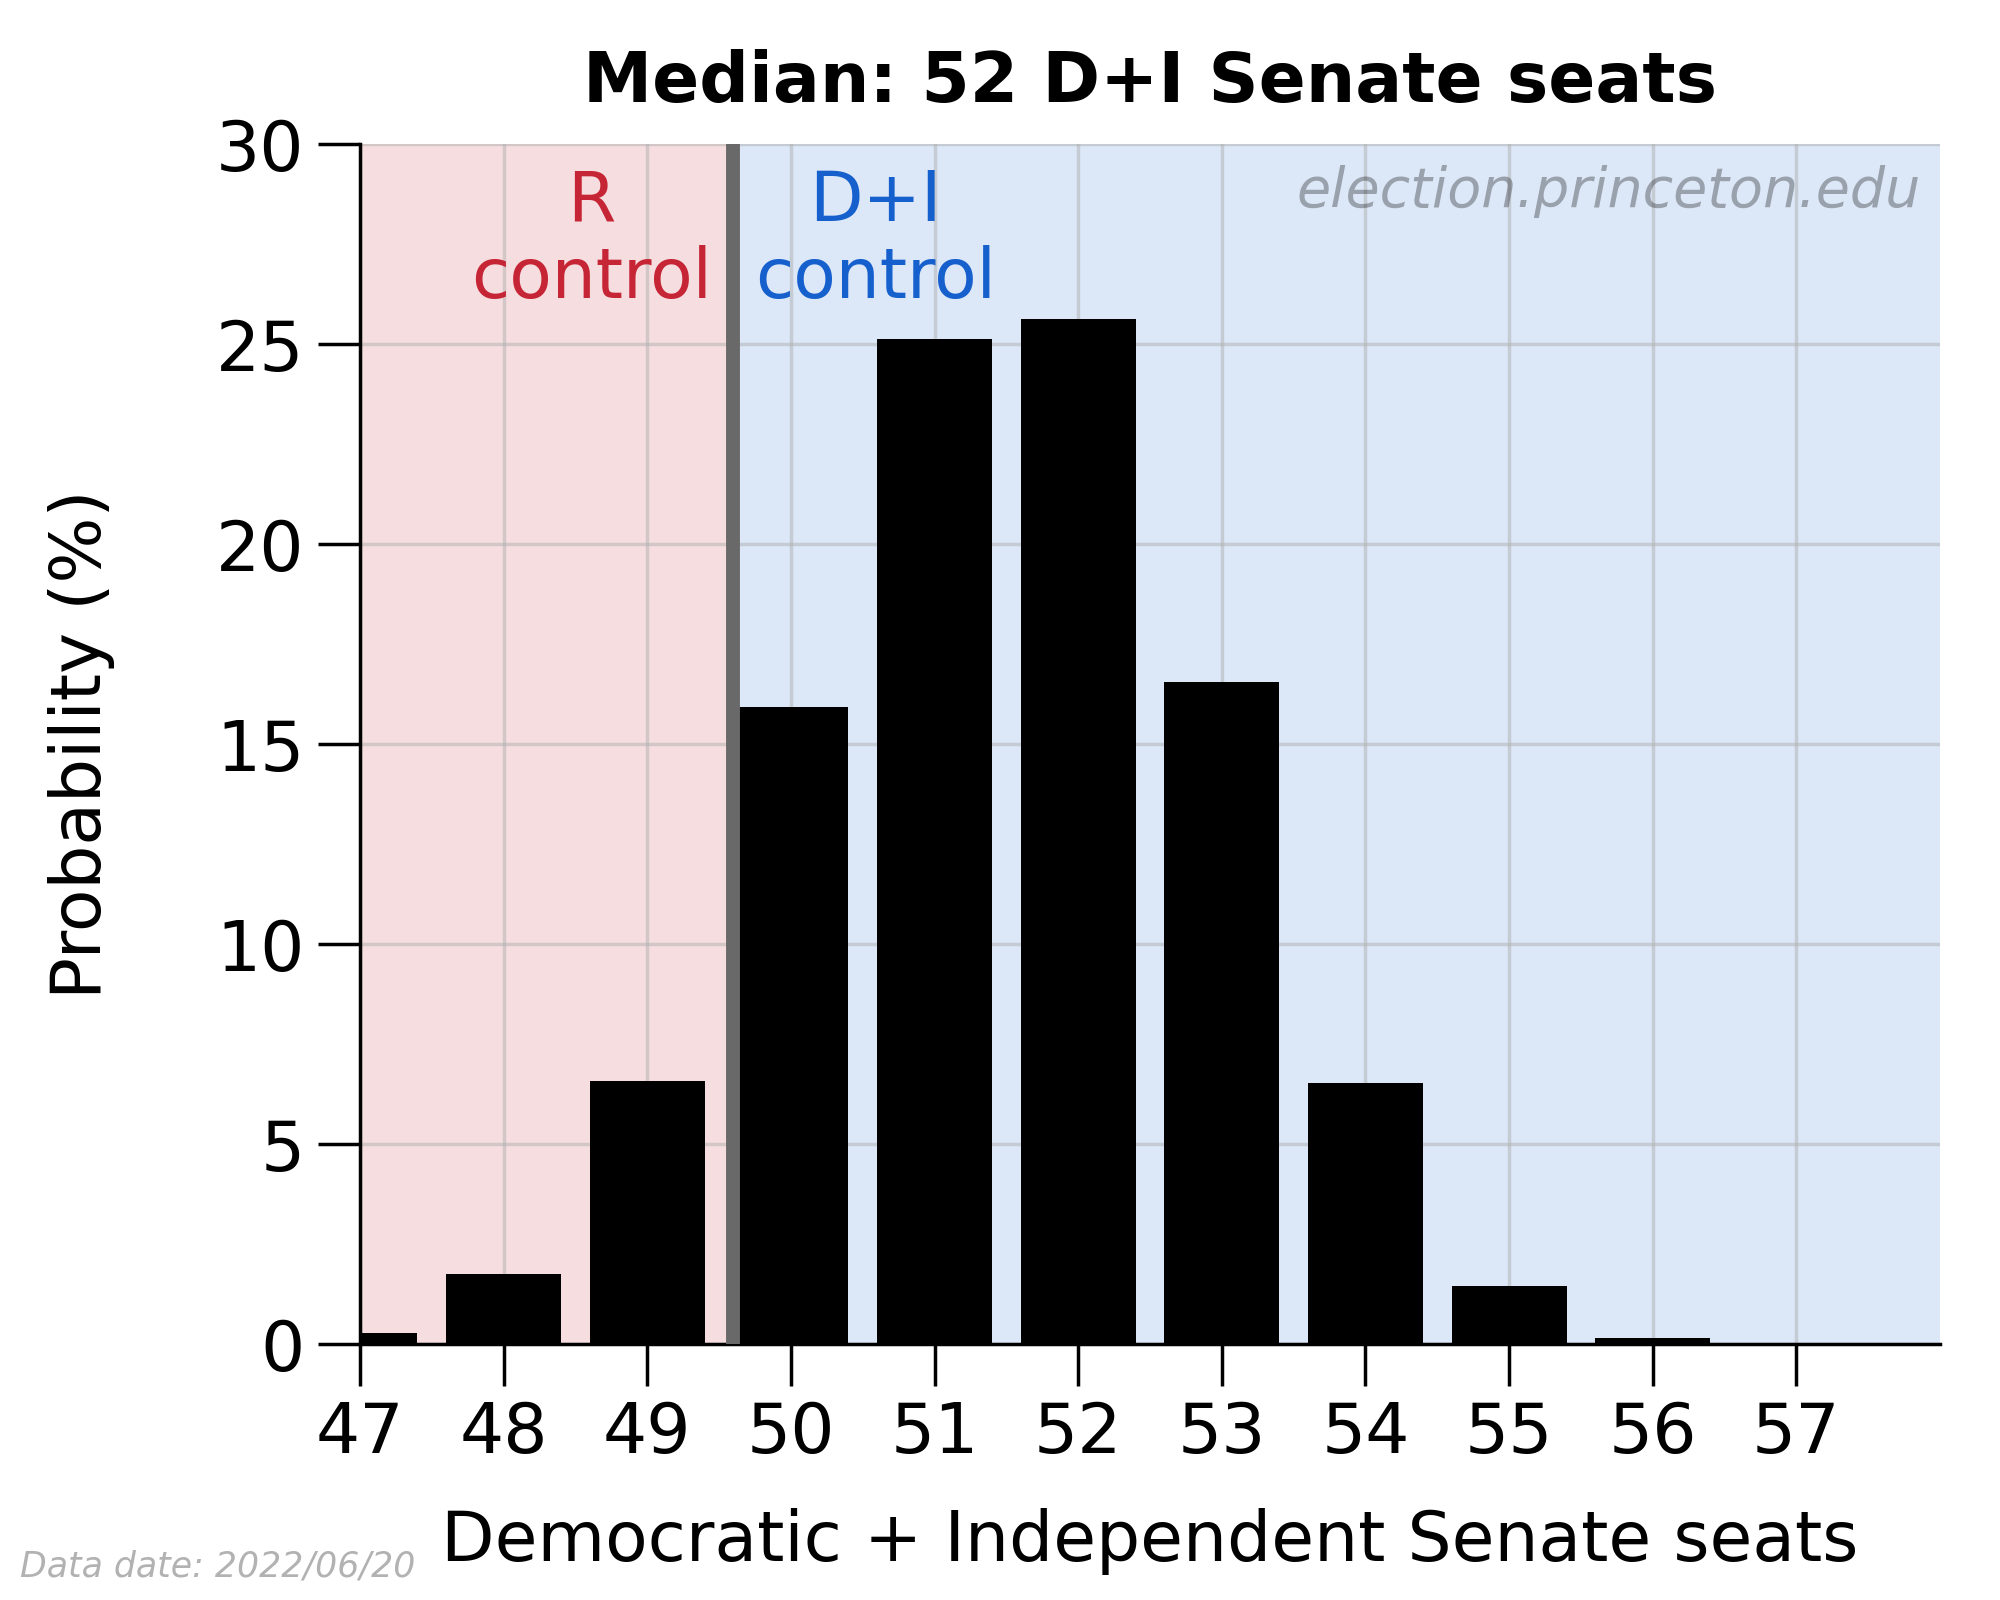 Median: 52 D+I Senate seats
R
control
D+I
control
election.princeton.edu
Probability (%)
30
25
20
15
10
5
0
47 48 49 50 51 52 53 54 55 56 57
Democratic + Independent Senate seats
Data date: 2022/06/20